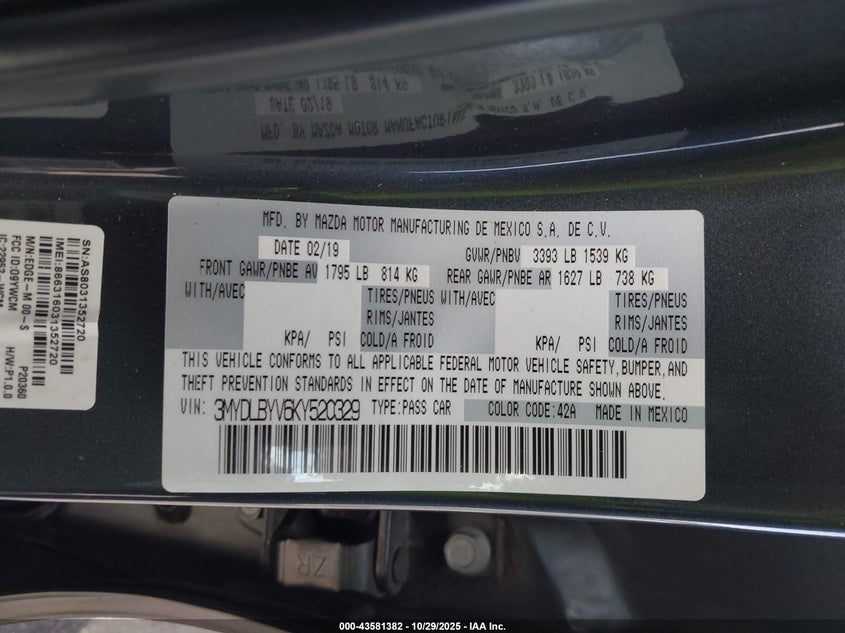 MFD. BY MAZDA MOTOR MANUFACTURING DE MEXICO S.A. DE C.V.
DATE 02/19 GVWR/PNBV 3393 LB 1539 KG
FRONT GAWR/PNBE AV 1795 LB 814 KG REAR GAWR/PNBE AR 1627 LB 738 KG
WITH/AVEC TIRES/PNEUS WITH/AVEC TIRES/PNEUS
RIMS/JANTES RIMS/JANTES
KPA/ PSI COLD/A FROID KPA/ PSI COLD/A FROID
THIS VEHICLE CONFORMS TO ALL APPLICABLE FEDERAL MOTOR VEHICLE SAFETY, BUMPER, AND
THEFT PREVENTION STANDARDS IN EFFECT ON THE DATE OF MANUFACTURE SHOWN ABOVE.
VIN: 3MYDLBYV6KY520329 TYPE:PASS CAR COLOR CODE:42A MADE IN MEXICO
SN:AS8031352720
IMEI:866316031352720
M/N:EDGE-M 00-S P20360
FCC ID:09YWCM H/W:P1.0.0
ZR
000-43581382 - 10/29/2025 - IAA Inc.